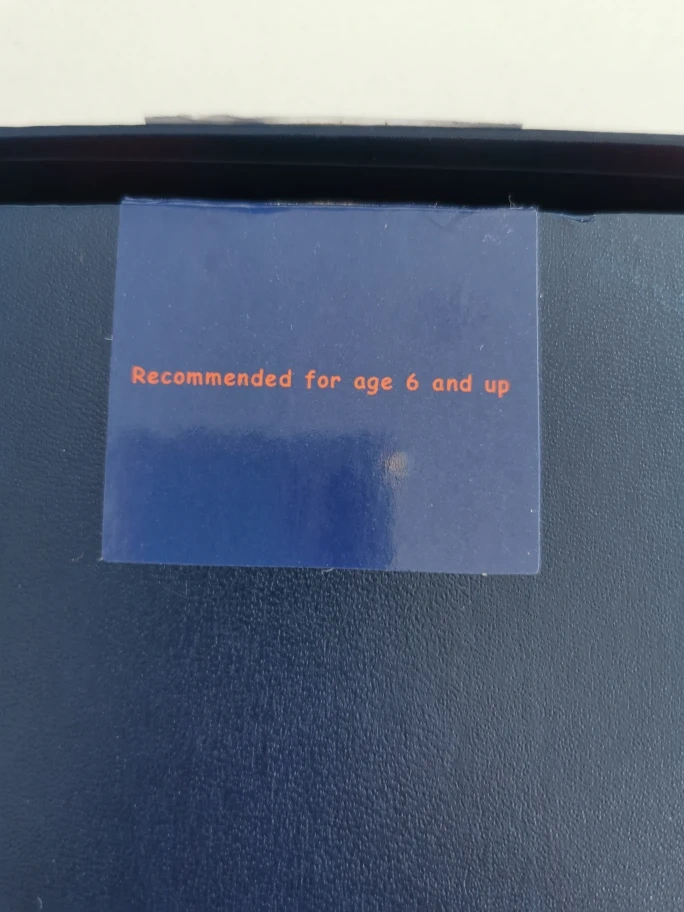 Recommended for age 6 and up